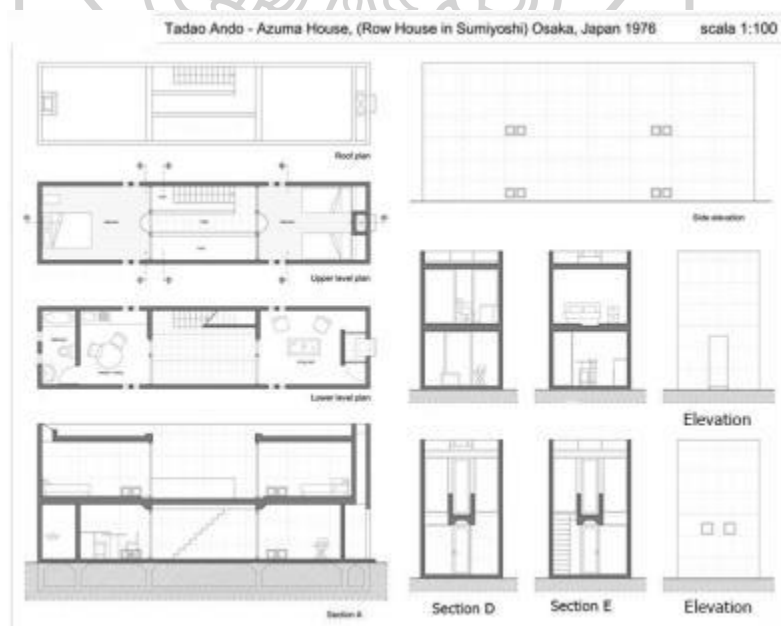 Tadao Ando - Azuma House, (Row House in Sumiyoshi) Osaka, Japan 1976 scala 1:100
Roof plan
Side elevation
Upper level plan
Lower level plan
Elevation
Section A
Section D
Section E
Elevation